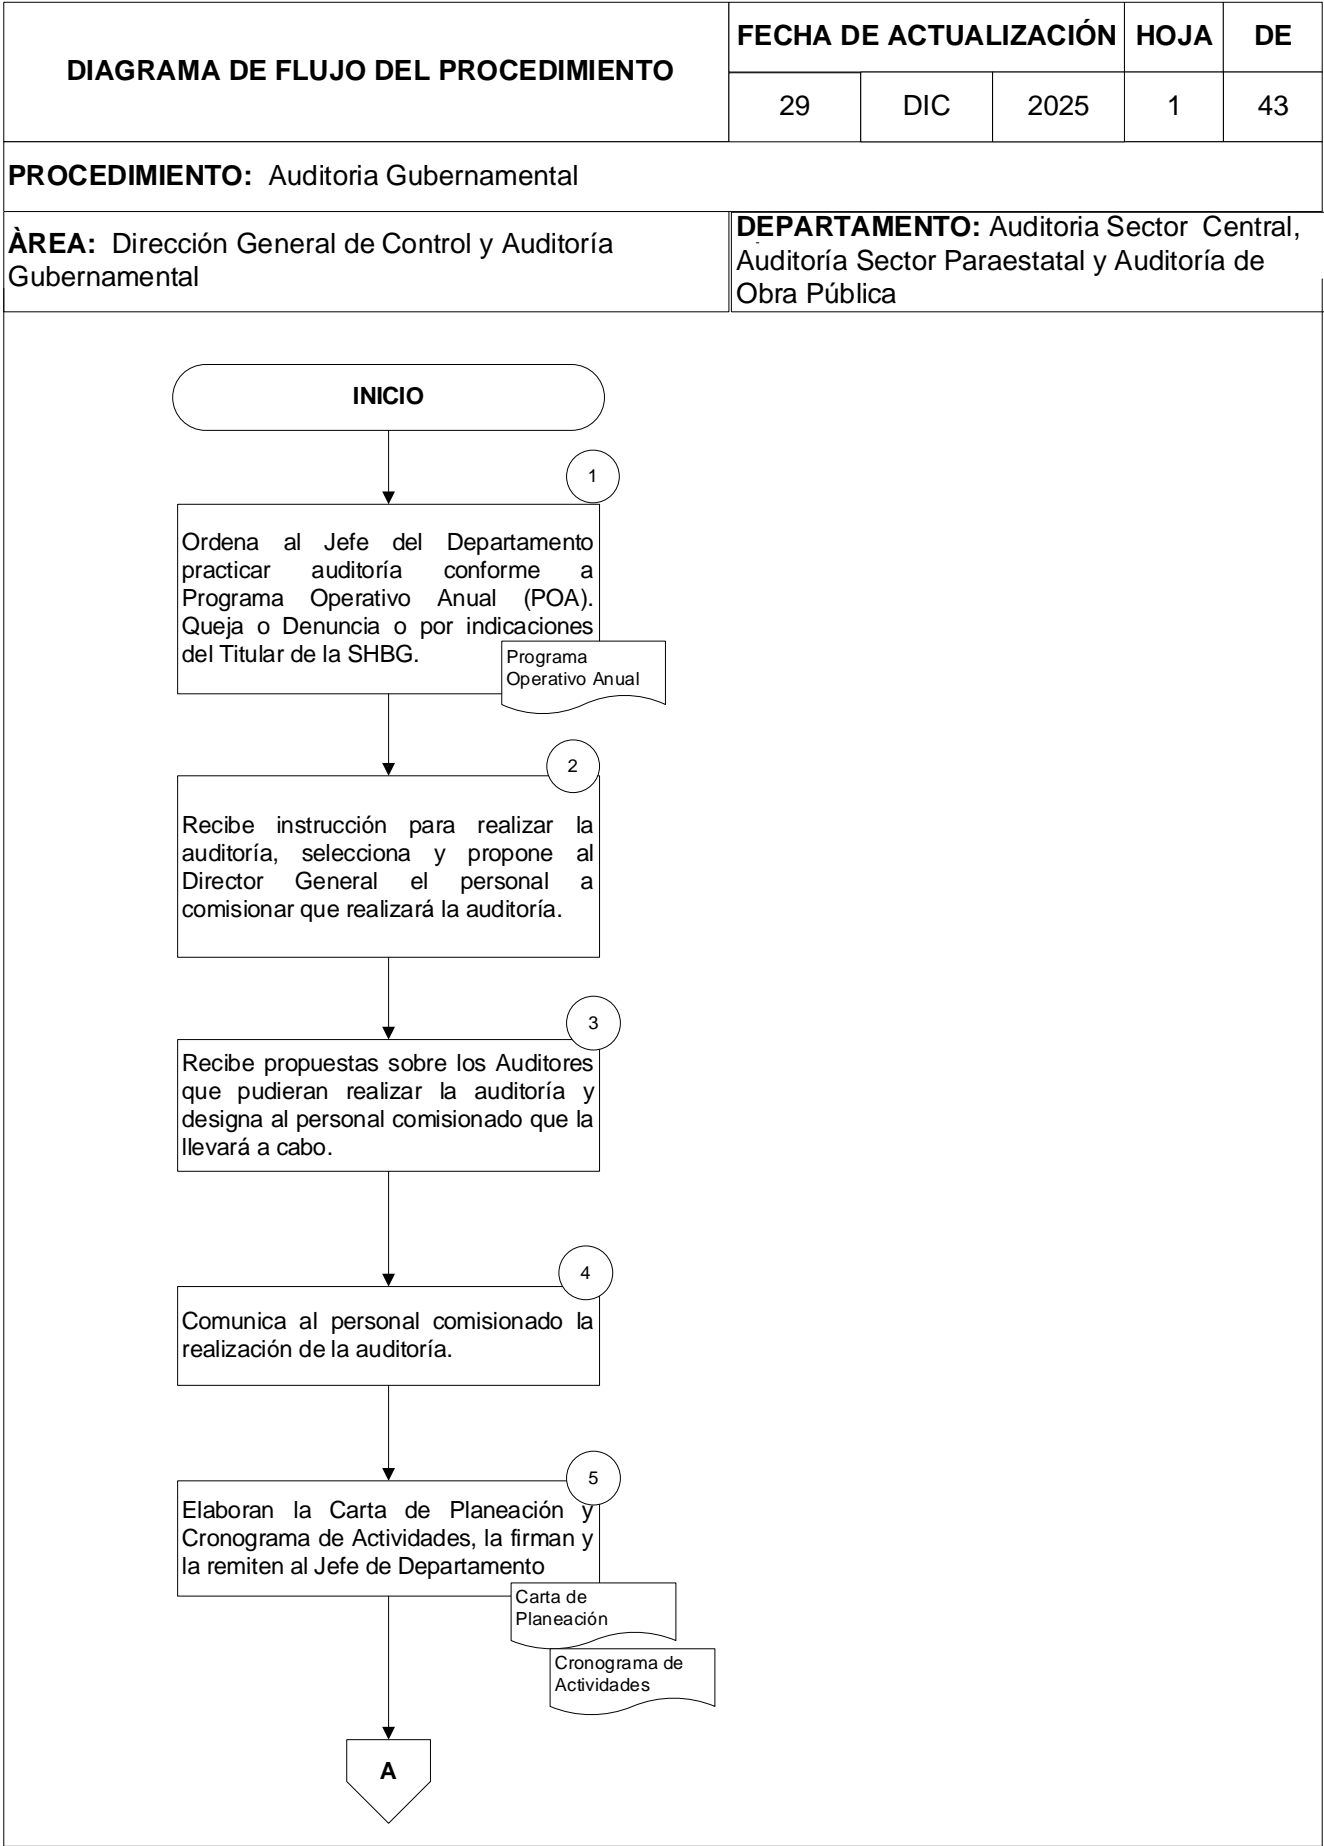 DIAGRAMA DE FLUJO DEL PROCEDIMIENTO
FECHA DE ACTUALIZACIÓN HOJA DE
29 DIC 2025 1 43
PROCEDIMIENTO: Auditoria Gubernamental
ÀREA: Dirección General de Control y Auditoría
Gubernamental
DEPARTAMENTO: Auditoria Sector Central,
Auditoría Sector Paraestatal y Auditoría de
Obra Pública
INICIO
1
Ordena al Jefe del Departamento
practicar auditoría conforme a
Programa Operativo Anual (POA).
Queja o Denuncia o por indicaciones
del Titular de la SHBG.
Programa
Operativo Anual
2
Recibe instrucción para realizar la
auditoría, selecciona y propone al
Director General el personal a
comisionar que realizará la auditoría.
3
Recibe propuestas sobre los Auditores
que pudieran realizar la auditoría y
designa al personal comisionado que la
llevará a cabo.
4
Comunica al personal comisionado la
realización de la auditoría.
5
Elaboran la Carta de Planeación y
Cronograma de Actividades, la firman y
la remiten al Jefe de Departamento
Carta de
Planeación
Cronograma de
Actividades
A